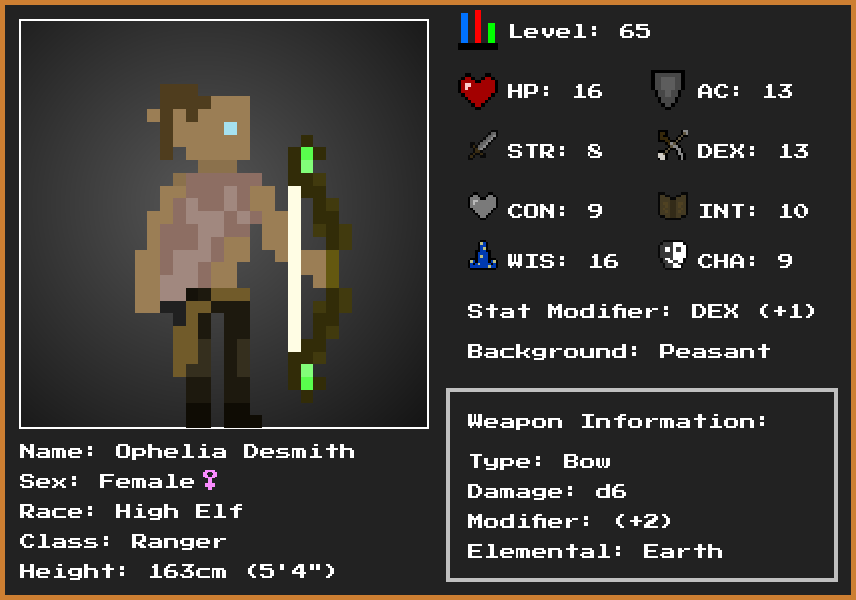 Level: 65
HP: 16 AC: 13
STR: 8 DEX: 13
CON: 9 INT: 10
WIS: 16 CHA: 9
Stat Modifier: DEX (+1)
Background: Peasant
Weapon Information:
Type: Bow
Damage: d6
Modifier: (+2)
Elemental: Earth
Name: Ophelia Desmith
Sex: Female♀
Race: High Elf
Class: Ranger
Height: 163cm (5'4")